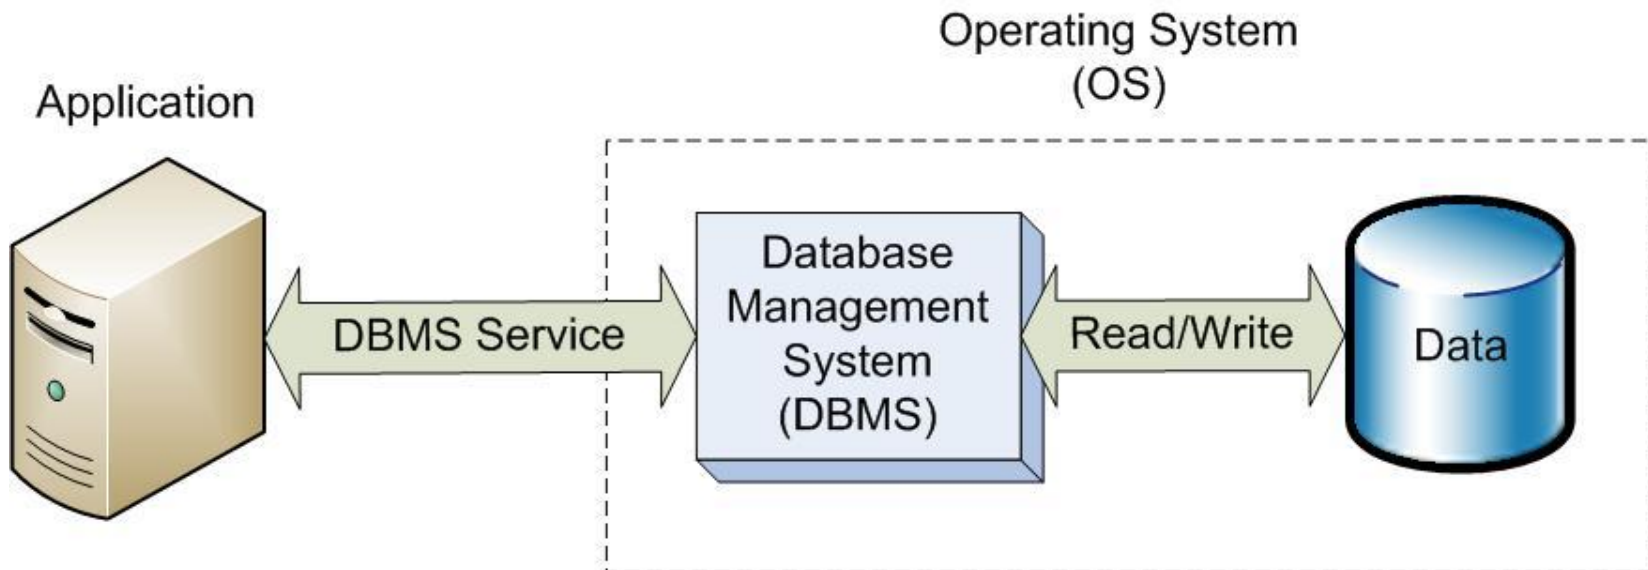 Operating System
(OS)
Application
DBMS Service
Database
Management
System
(DBMS)
Read/Write
Data